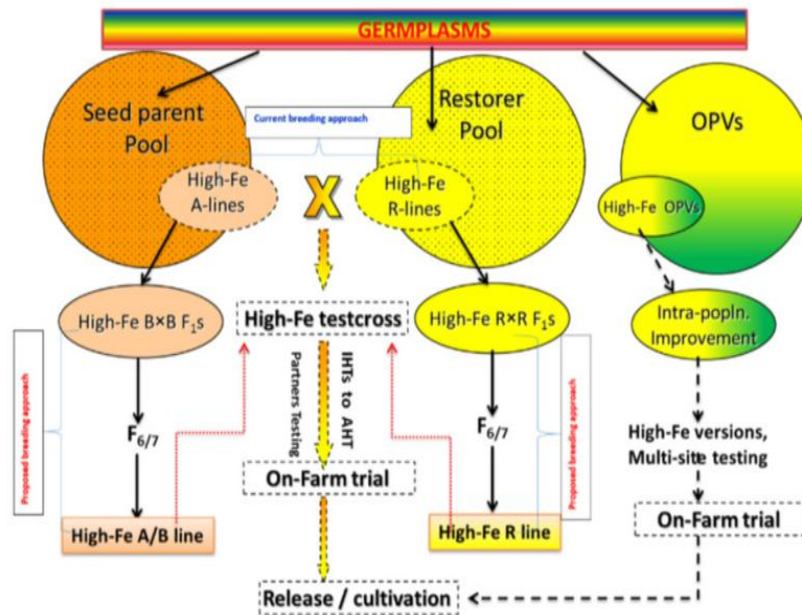 GERMPLASMS
Seed parent
Pool
Current breeding approach
Restorer
Pool
OPVs
High-Fe
A-lines
X
High-Fe
R-lines
High-Fe OPVs
High-Fe B×B F₁s
High-Fe testcross
High-Fe R×R F₁s
Intra-popln.
Improvement
Proposed breeding approach
F₆/₇
IHTs to AHT
Partners Testing
F₆/₇
Proposed breeding approach
High-Fe versions,
Multi-site testing
On-Farm trial
High-Fe A/B line
High-Fe R line
On-Farm trial
Release / cultivation